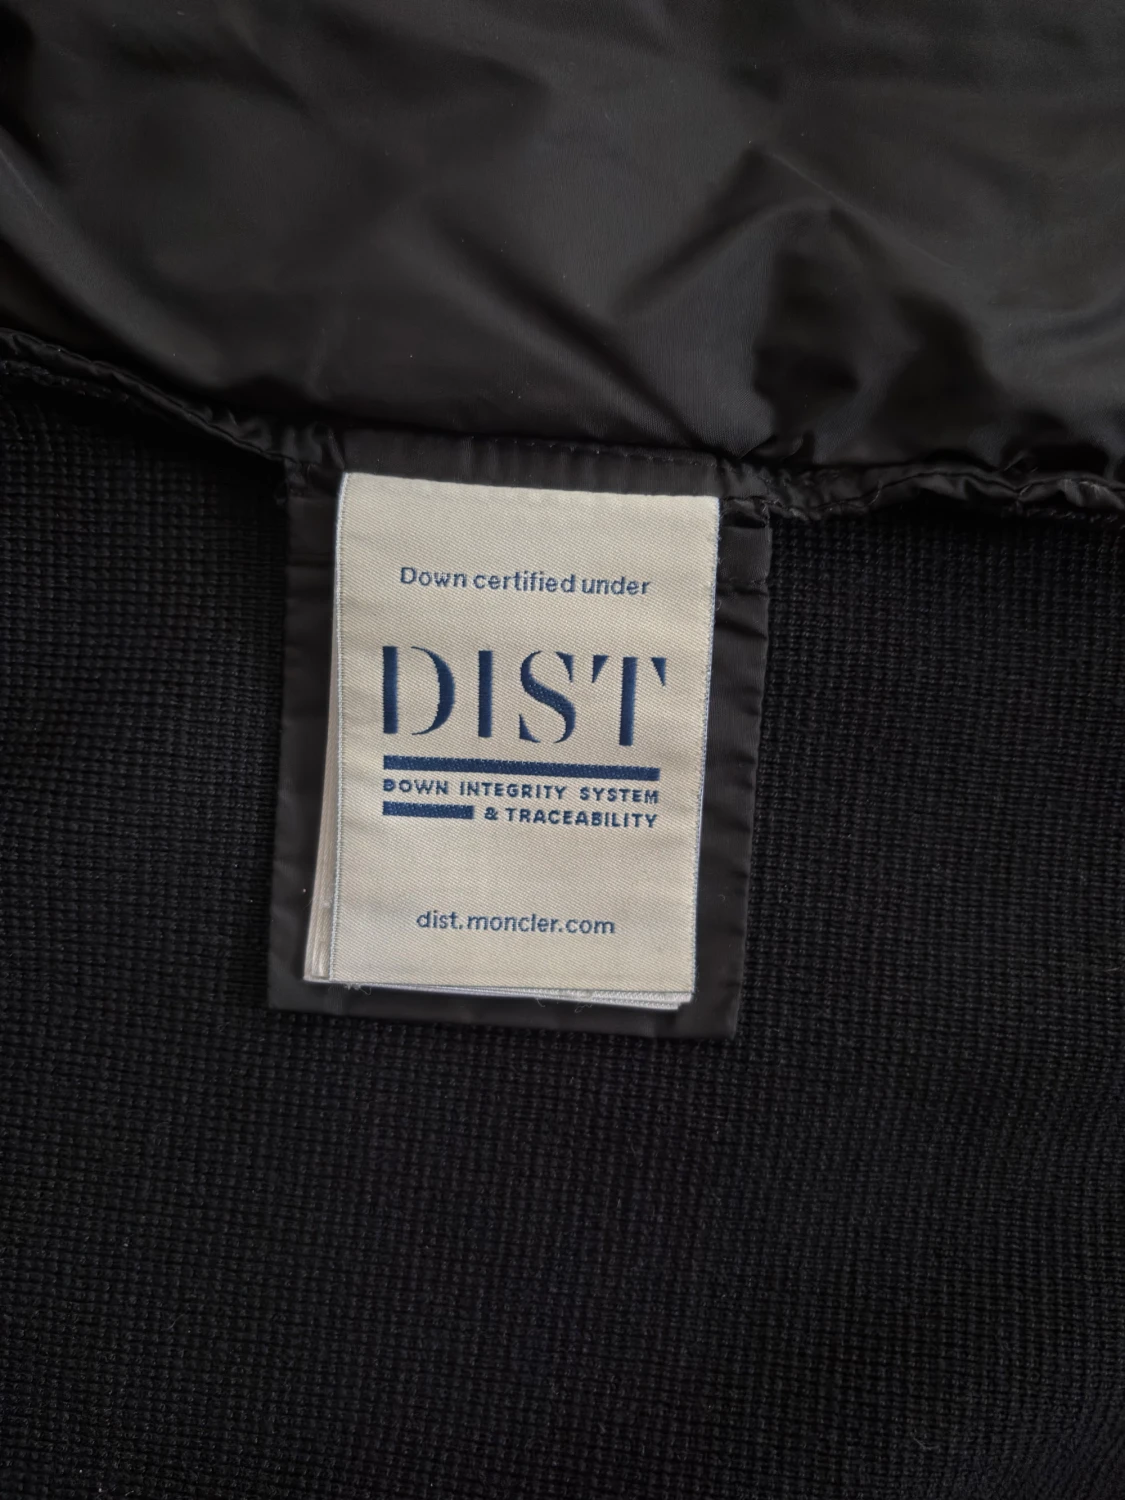 Down certified under
DIST
DOWN INTEGRITY SYSTEM
& TRACEABILITY
dist.moncler.com